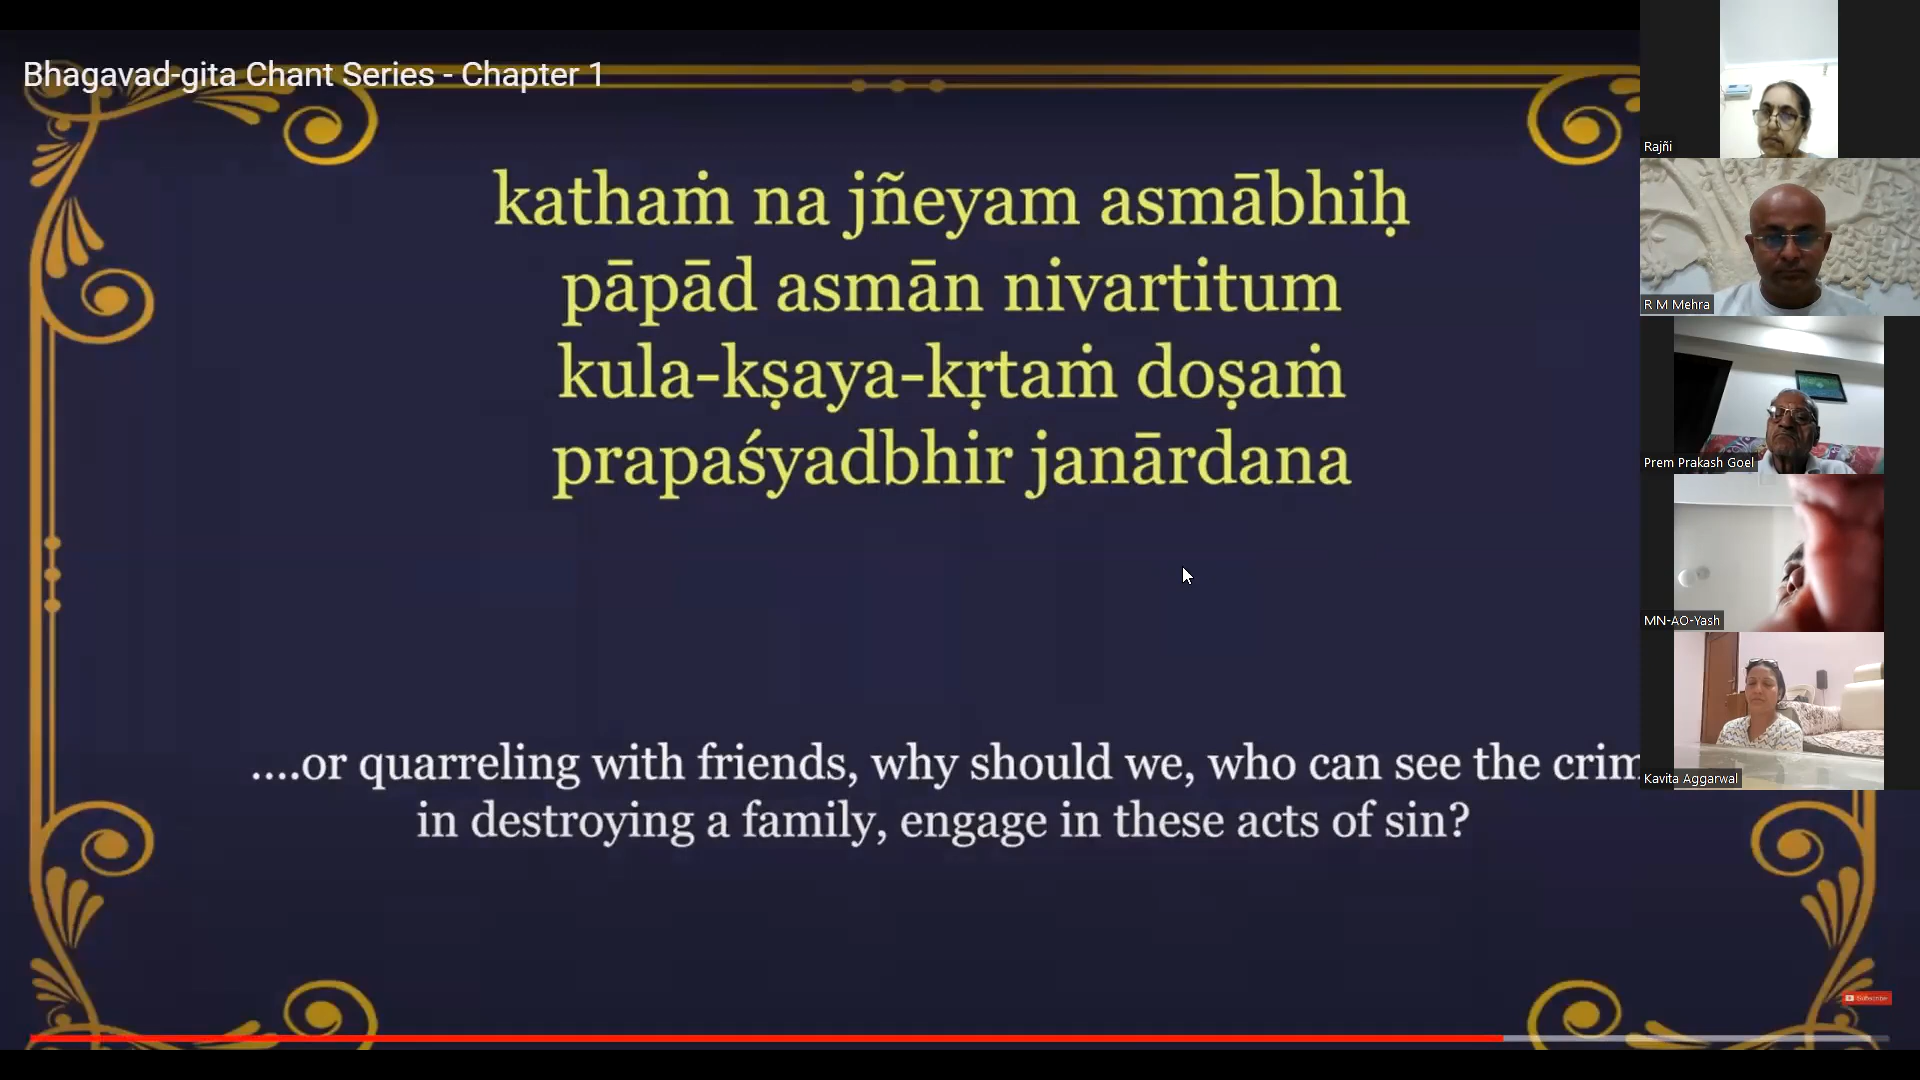 Bhagavad-gita Chant Series - Chapter 1
kathaṁ na jñeyam asmābhiḥ
pāpād asmān nivartitum
kula-kṣaya-kṛtaṁ doṣaṁ
prapaśyadbhir janārdana
....or quarreling with friends, why should we, who can see the crim
in destroying a family, engage in these acts of sin?
Rajñi
R M Mehra
Prem Prakash Goel
MN-AO-Yash
Kavita Aggarwal
Subscribe